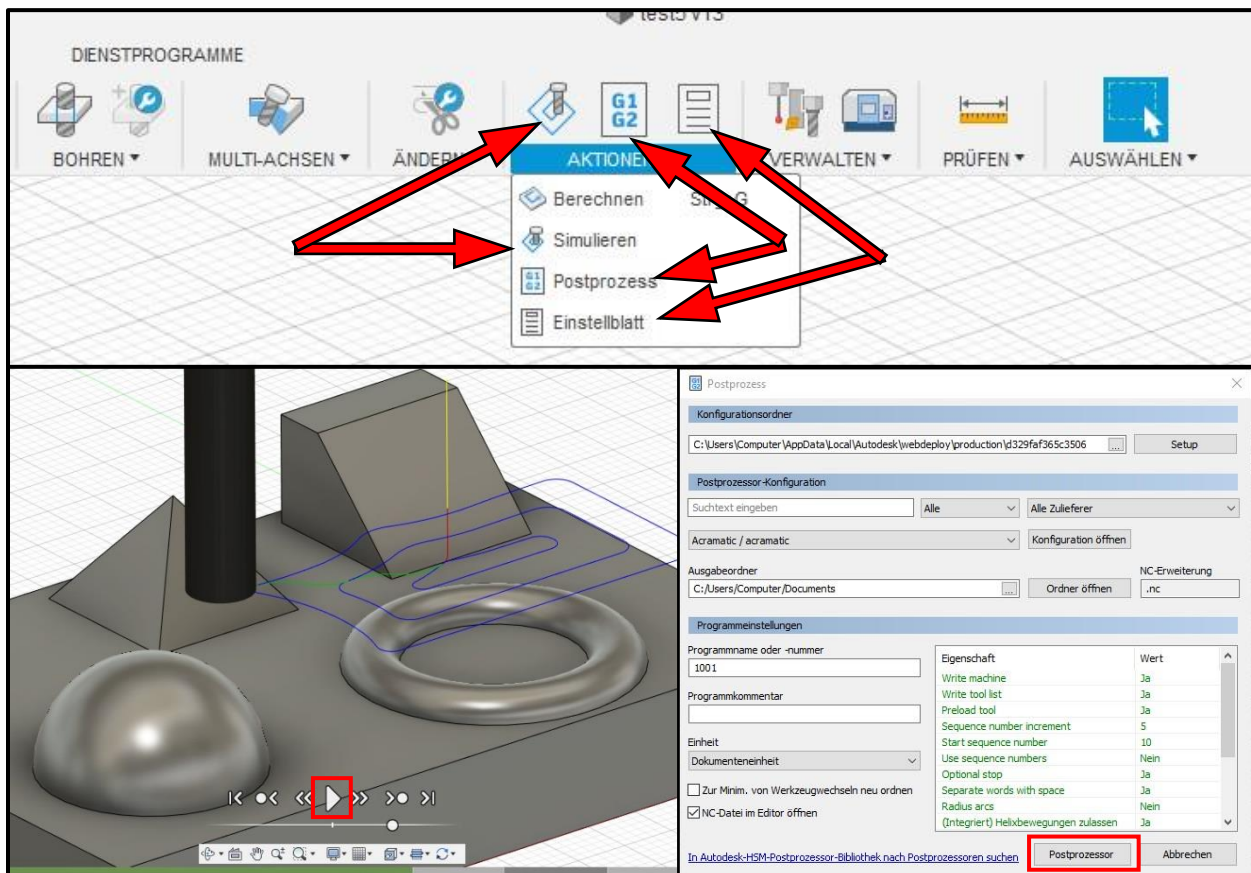 test5 v13
DIENSTPROGRAMME
G1
G2
BOHREN
MULTI-ACHSEN
ÄNDERN
AKTIONEN
VERWALTEN
PRÜFEN
AUSWÄHLEN
Berechnen
Simulieren
G1
G2
Postprozess
Einstellblatt
Postprozess
Konfigurationsordner
C:\Users\Computer\AppData\Local\Autodesk\webdeploy\production\d329faf365c3506 ... Setup
Postprozessor-Konfiguration
Suchtext eingeben Alle Alle Zulieferer
Acramatic / acramatic Konfiguration öffnen
Ausgabeordner NC-Erweiterung
C:/Users/Computer/Documents ... Ordner öffnen .nc
Programmeinstellungen
Programmname oder -nummer
1001
Programmkommentar
Einheit
Dokumenteneinheit
Zur Minim. von Werkzeugwechseln neu ordnen
NC-Datei im Editor öffnen
Eigenschaft Wert
Write machine Ja
Write tool list Ja
Preload tool Ja
Sequence number increment 5
Start sequence number 10
Use sequence numbers Nein
Optional stop Ja
Separate words with space Ja
Radius arcs Nein
(Integriert) Helixbewegungen zulassen Ja
In Autodesk-HSM-Postprozessor-Bibliothek nach Postprozessoren suchen
Postprozessor Abbrechen